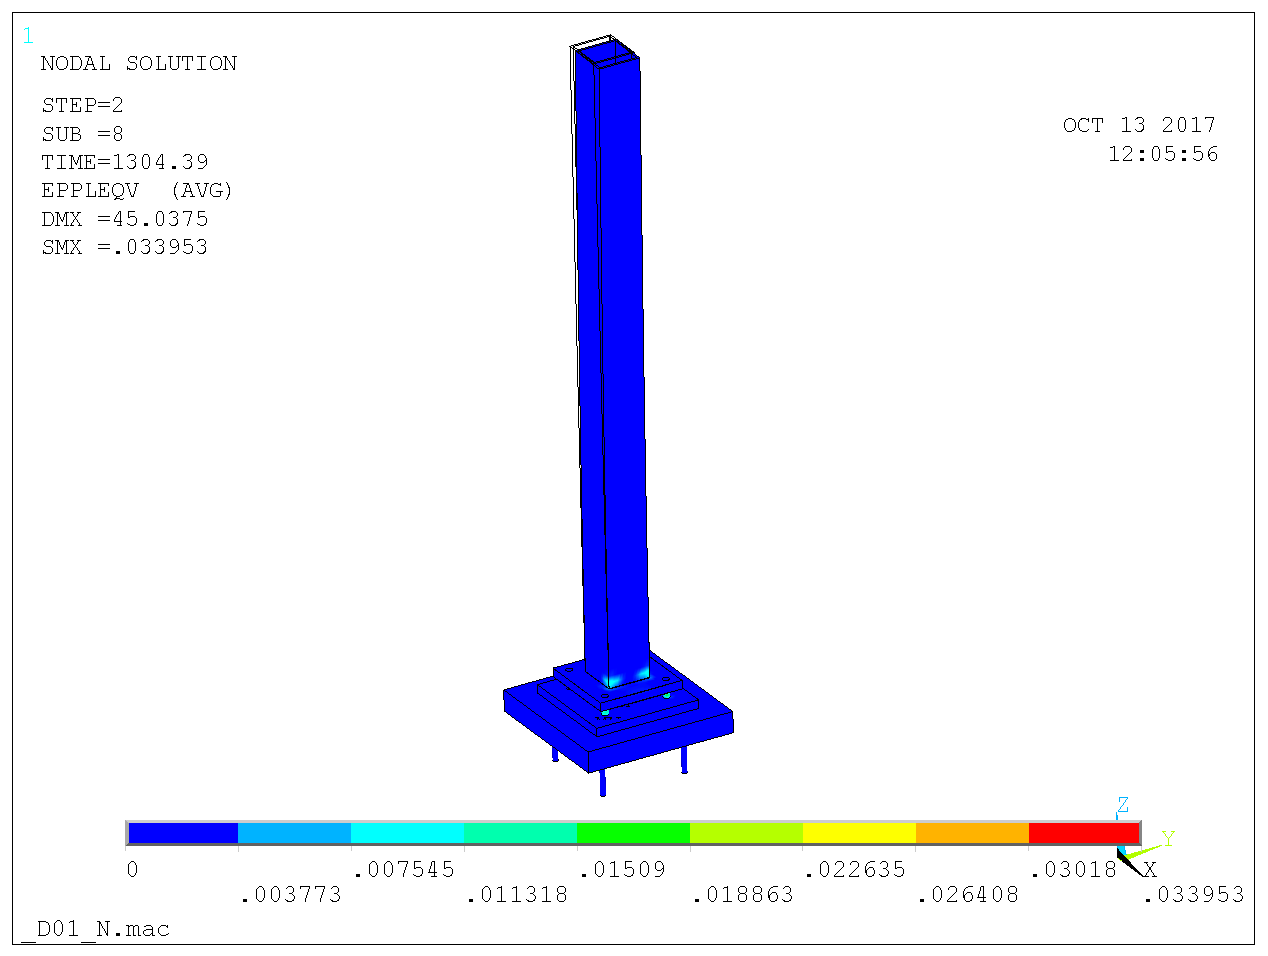 1
NODAL SOLUTION
STEP=2
SUB =8
TIME=1304.39
EPPLEQV  (AVG)
DMX =45.0375
SMX =.033953
OCT 13 2017
12:05:56
Z
Y
X
0
.003773
.007545
.011318
.01509
.018863
.022635
.026408
.03018
.033953
_D01_N.mac